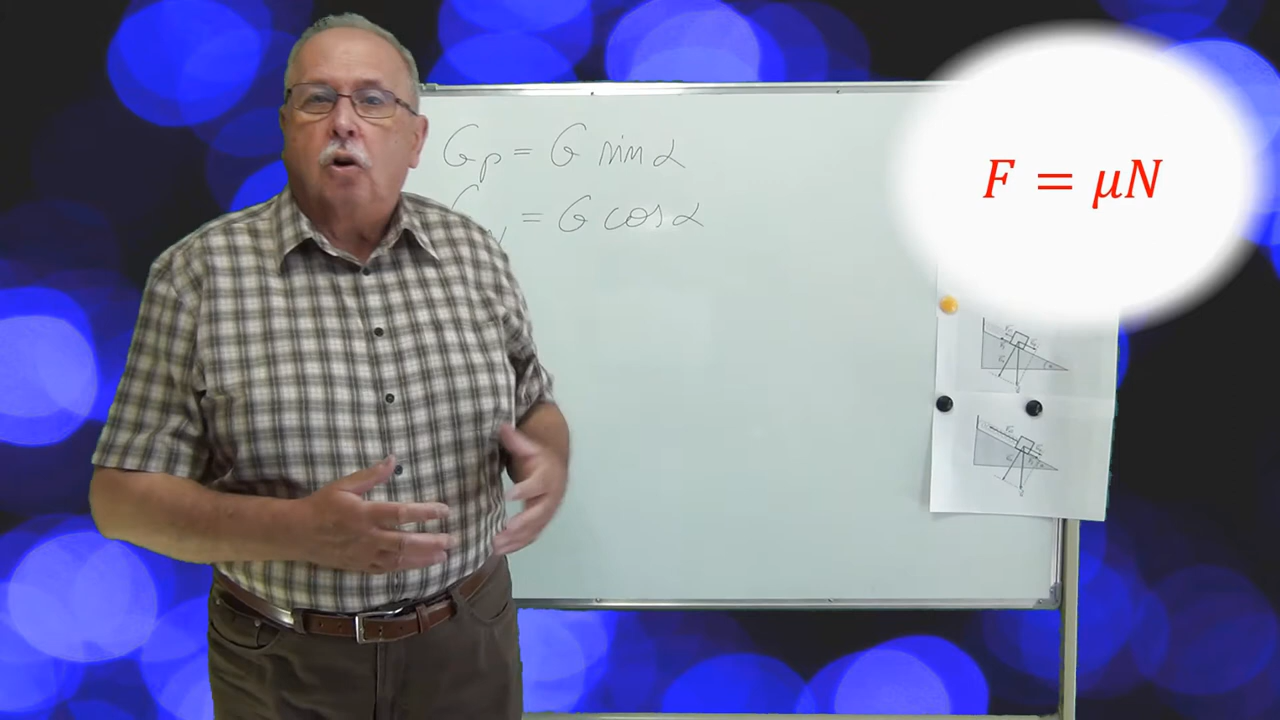 Gp = G sin α
= G cos α
F = μN